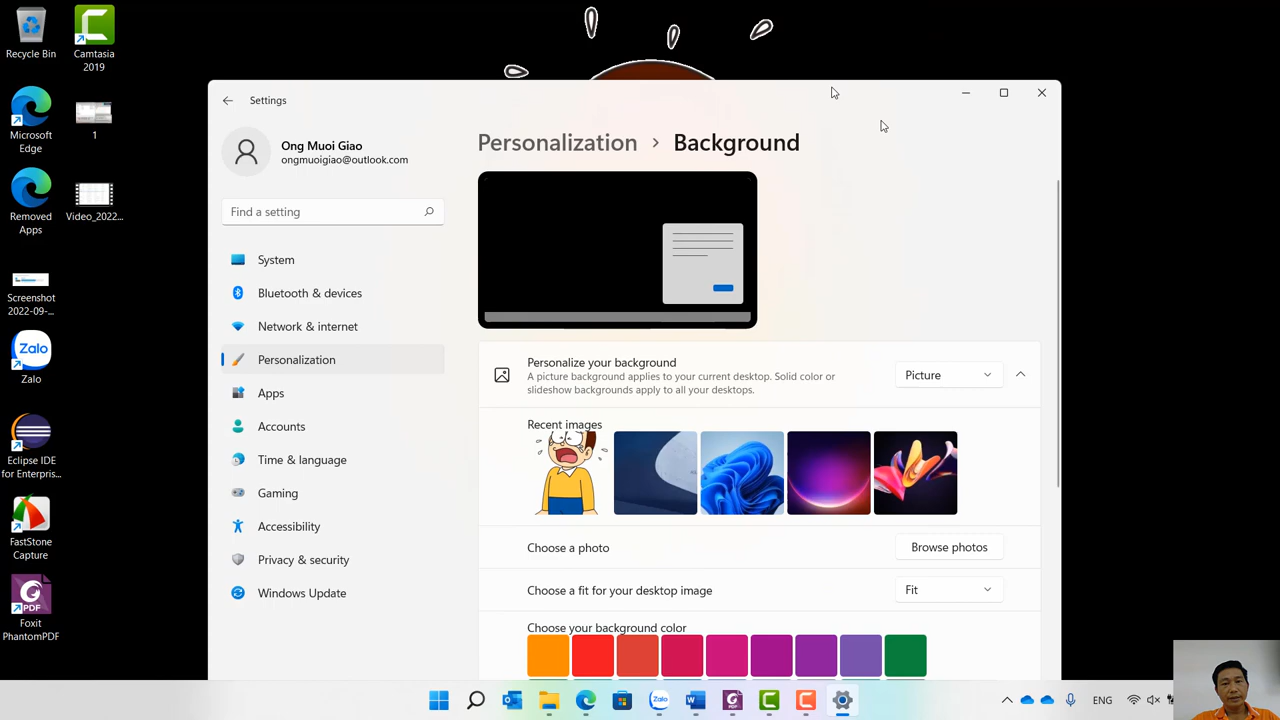 Recycle Bin
Camtasia
2019
Microsoft
Edge
1
Removed
Apps
Video_2022...
Screenshot
2022-09-...
Zalo
Zalo
Eclipse IDE
for Enterpris...
FastStone
Capture
PDF
Foxit
PhantomPDF
Settings
Ong Muoi Giao
ongmuoigiao@outlook.com
Find a setting
System
Bluetooth & devices
Network & internet
Personalization
Apps
Accounts
Time & language
Gaming
Accessibility
Privacy & security
Windows Update
Personalization > Background
Personalize your background
A picture background applies to your current desktop. Solid color or
slideshow backgrounds apply to all your desktops.
Picture
Recent images
Choose a photo
Browse photos
Choose a fit for your desktop image
Fit
Choose your background color
Zalo
ENG